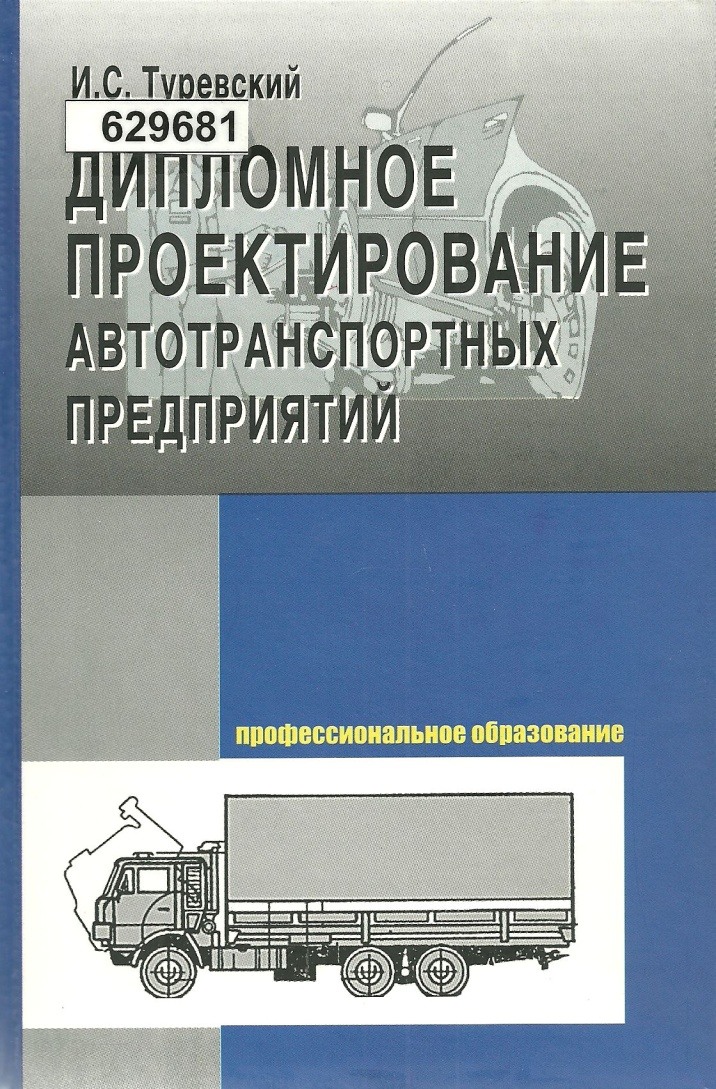 И.С. Туревский
629681
ДИПЛОМНОЕ
ПРОЕКТИРОВАНИЕ
АВТОТРАНСПОРТНЫХ
ПРЕДПРИЯТИЙ
профессиональное образование